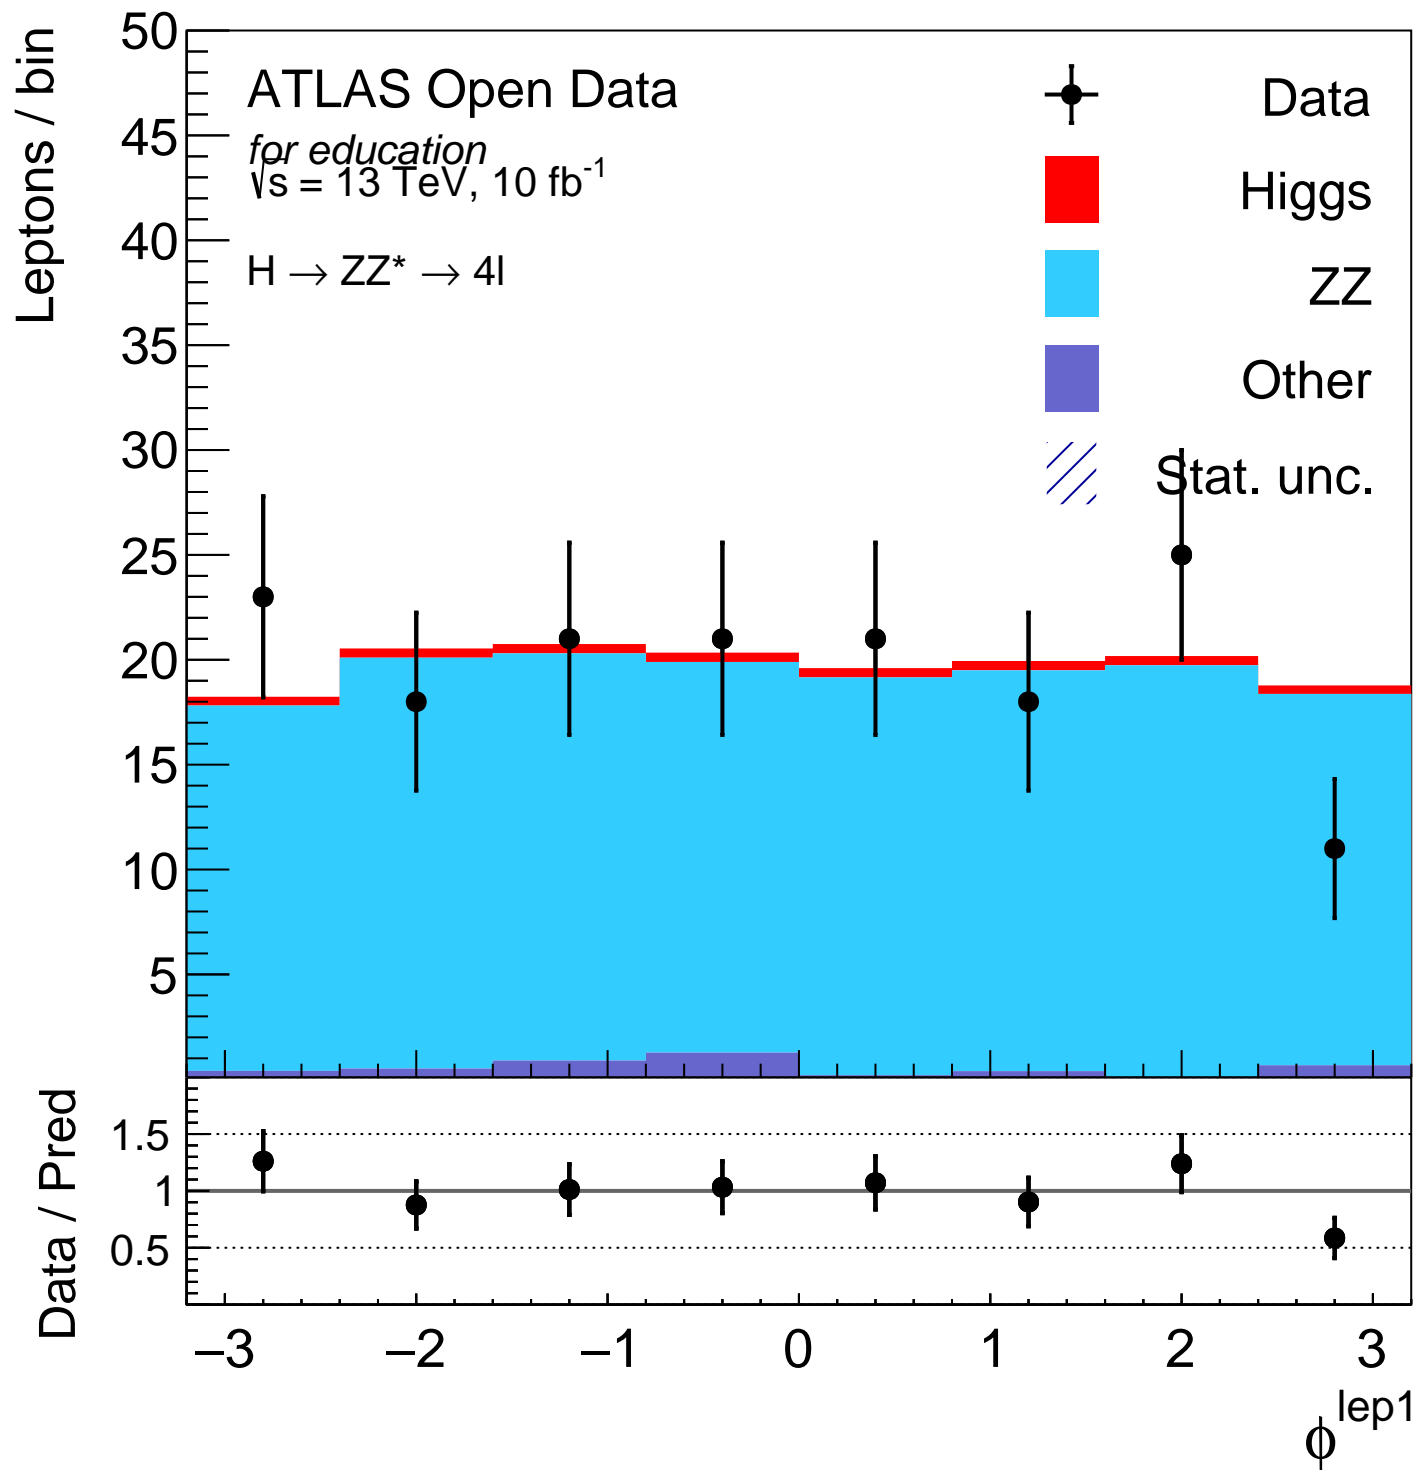 Leptons / bin
50
45
40
35
30
25
20
15
10
5
ATLAS Open Data
for education
√s = 13 TeV, 10 fb-1
H → ZZ* → 4l
Data
Higgs
ZZ
Other
Stat. unc.
Data / Pred
1.5
1
0.5
−3 −2 −1 0 1 2 3
ϕlep1